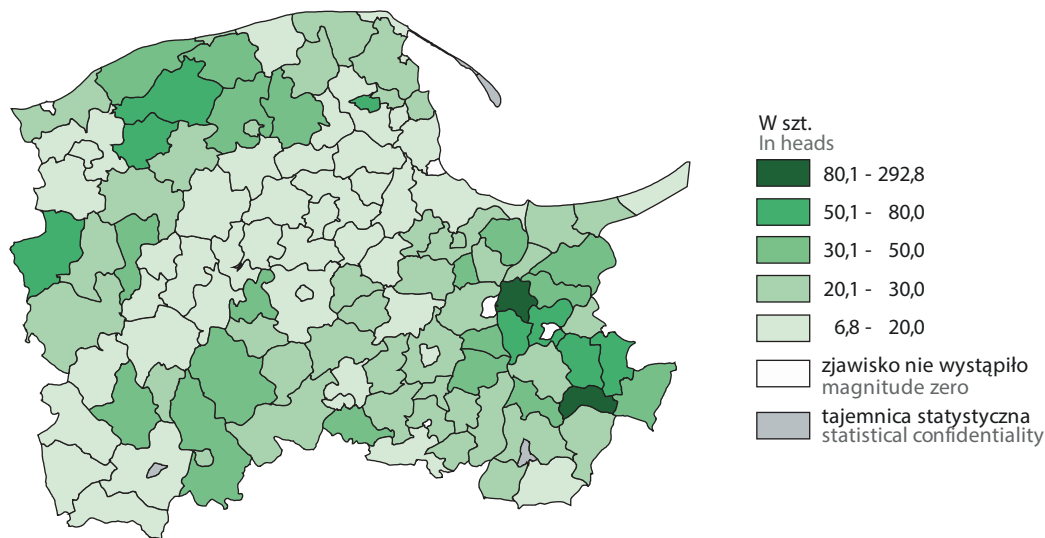 W szt.
In heads
80,1 - 292,8
50,1 - 80,0
30,1 - 50,0
20,1 - 30,0
6,8 - 20,0
zjawisko nie wystąpiło
magnitude zero
tajemnica statystyczna
statistical confidentiality